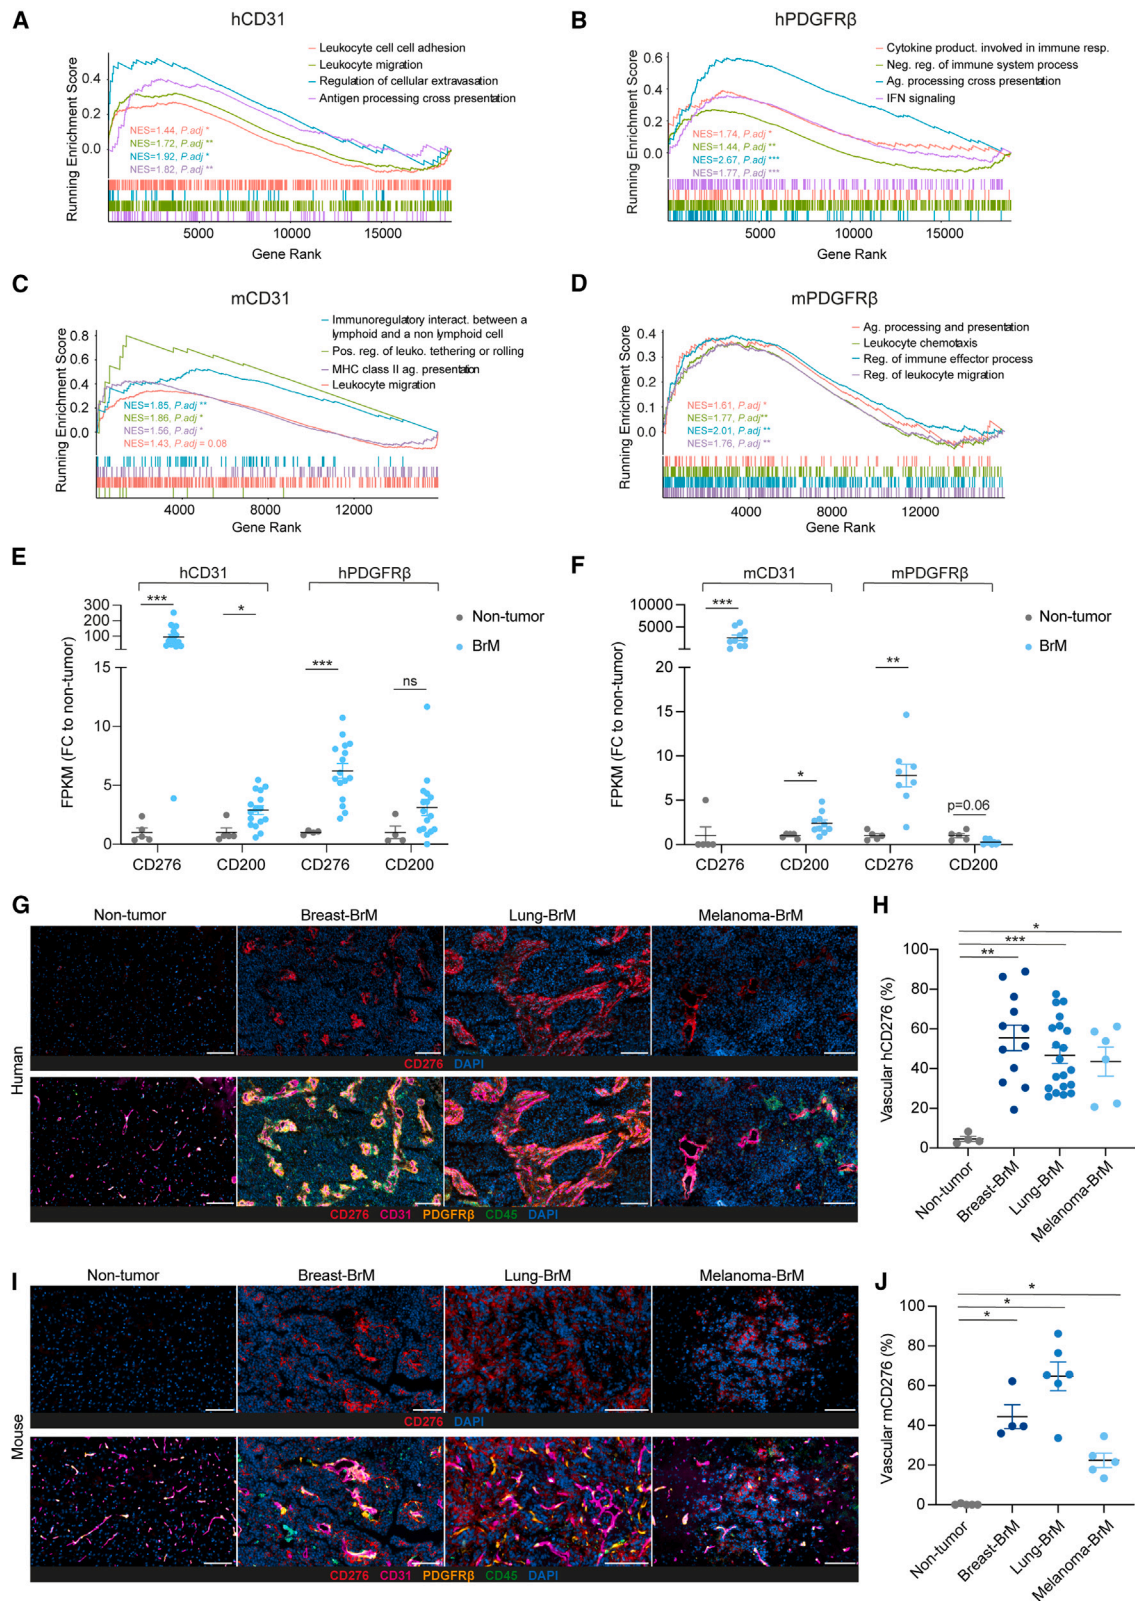 A
hCD31
Leukocyte cell cell adhesion
Leukocyte migration
Regulation of cellular extravasation
Antigen processing cross presentation
Running Enrichment Score
0.4
0.2
0.0
NES=1.44, P.adj *
NES=1.72, P.adj **
NES=1.92, P.adj *
NES=1.82, P.adj **
5000
10000
15000
Gene Rank
B
hPDGFRβ
Cytokine product. involved in immune resp.
Neg. reg. of immune system process
Ag. processing cross presentation
IFN signaling
Running Enrichment Score
0.6
0.4
0.2
0.0
NES=1.74, P.adj *
NES=1.44, P.adj **
NES=2.67, P.adj ***
NES=1.77, P.adj ***
5000
10000
15000
Gene Rank
C
mCD31
Immunoregulatory interact. between a
lymphoid and a non lymphoid cell
Pos. reg. of leuko. tethering or rolling
MHC class II ag. presentation
Leukocyte migration
Running Enrichment Score
0.8
0.6
0.4
0.2
0.0
NES=1.85, P.adj **
NES=1.86, P.adj *
NES=1.56, P.adj *
NES=1.43, P.adj = 0.08
4000
8000
12000
Gene Rank
D
mPDGFRβ
Ag. processing and presentation
Leukocyte chemotaxis
Reg. of immune effector process
Reg. of leukocyte migration
Running Enrichment Score
0.4
0.3
0.2
0.1
0.0
NES=1.61, P.adj *
NES=1.77, P.adj**
NES=2.01, P.adj **
NES=1.76, P.adj **
4000
8000
12000
Gene Rank
E
hCD31
hPDGFRβ
FPKM (FC to non-tumor)
300
200
100
15
10
5
0
***
*
***
ns
CD276
CD200
CD276
CD200
Non-tumor
BrM
F
mCD31
mPDGFRβ
FPKM (FC to non-tumor)
10000
5000
20
15
10
5
0
***
*
**
p=0.06
CD276
CD200
CD276
CD200
Non-tumor
BrM
G
Non-tumor
Breast-BrM
Lung-BrM
Melanoma-BrM
Human
CD276 DAPI
CD276 CD31 PDGFRβ CD45 DAPI
H
Vascular hCD276 (%)
100
80
60
40
20
0
*
***
**
Non-tumor
Breast-BrM
Lung-BrM
Melanoma-BrM
I
Non-tumor
Breast-BrM
Lung-BrM
Melanoma-BrM
Mouse
CD276 DAPI
CD276 CD31 PDGFRβ CD45 DAPI
J
Vascular mCD276 (%)
100
80
60
40
20
0
*
*
*
Non-tumor
Breast-BrM
Lung-BrM
Melanoma-BrM